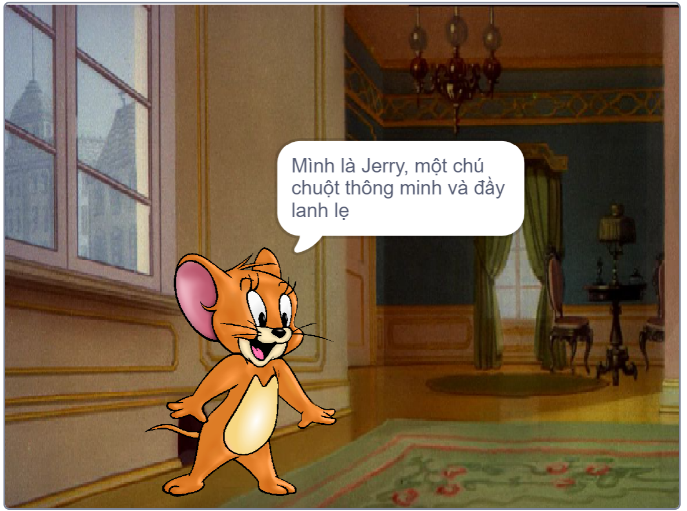 Mình là Jerry, một chú
chuột thông minh và đầy
lanh lẹ